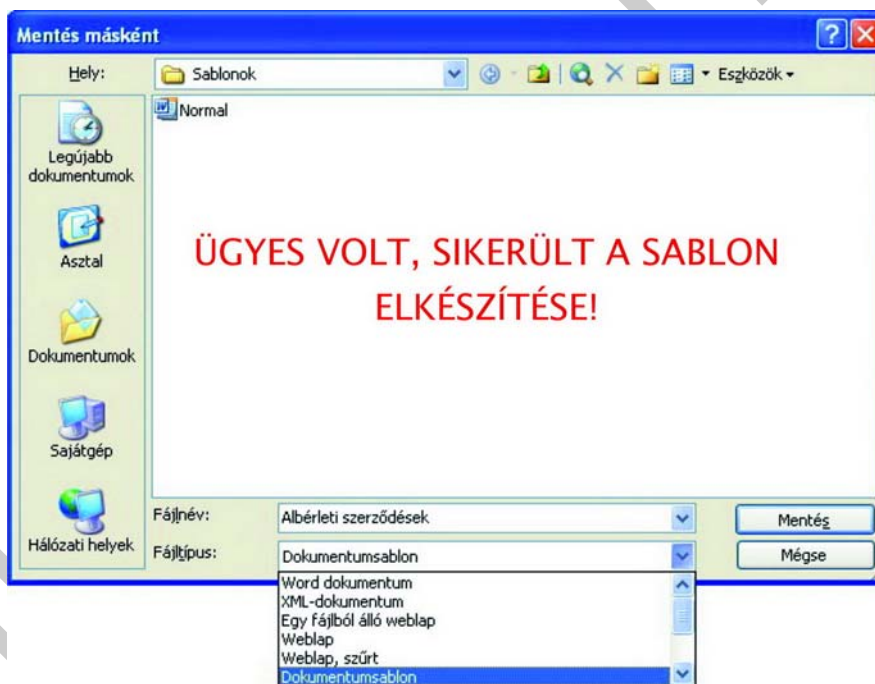 Mentés másként
Hely:
Sablonok
Eszközök
Normal
Legújabb
dokumentumok
Asztal
Dokumentumok
Sajátgép
Hálózati helyek
ÜGYES VOLT, SIKERÜLT A SABLON
ELKÉSZÍTÉSE!
Fájlnév:
Albérleti szerződések
Mentés
Fájltípus:
Dokumentumsablon
Mégse
Word dokumentum
XML-dokumentum
Egy fájlból álló weblap
Weblap
Weblap, szűrt
Dokumentumsablon